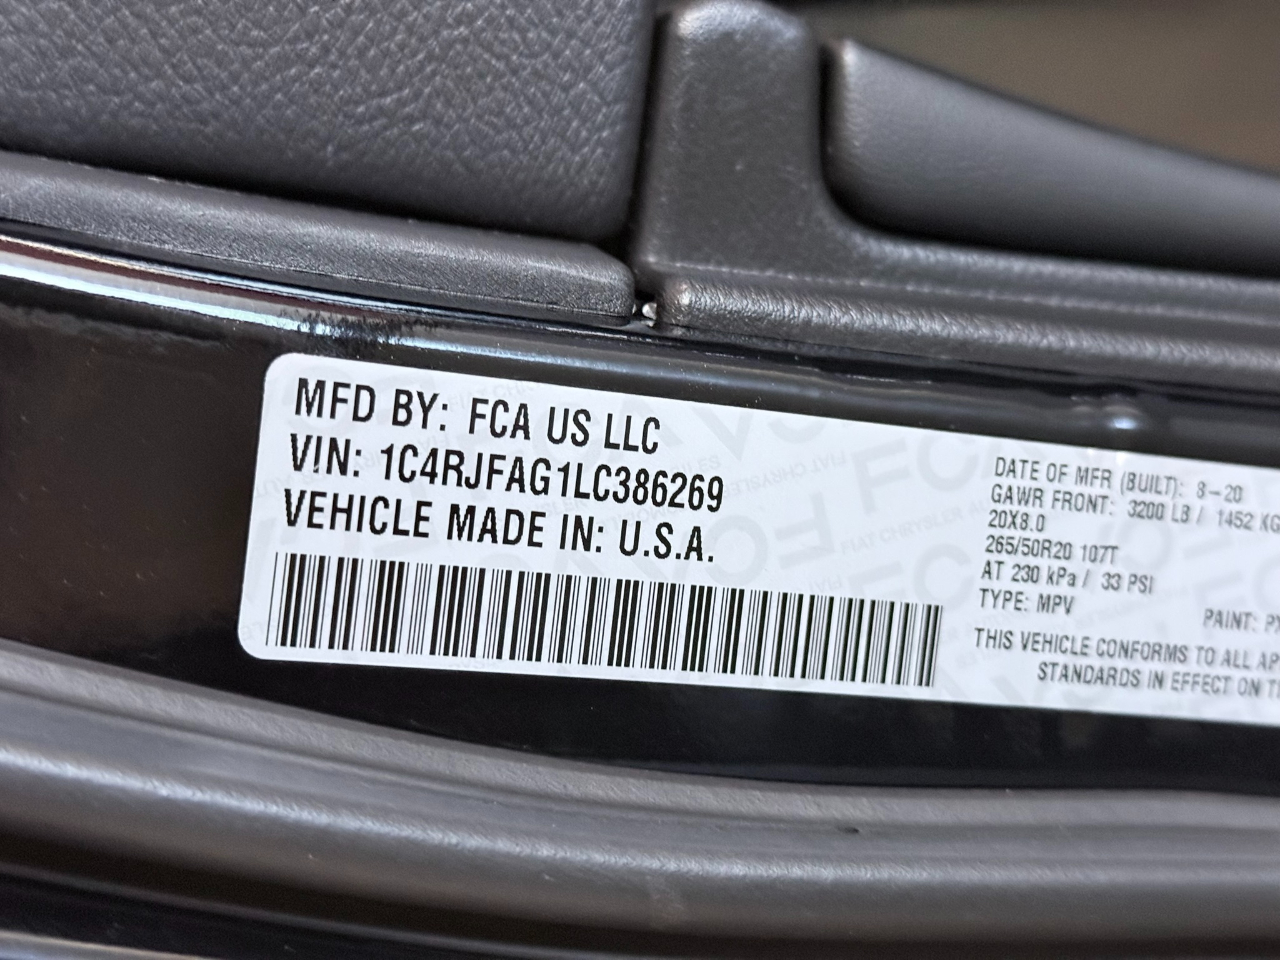 MFD BY: FCA US LLC
VIN: 1C4RJFAG1LC386269
VEHICLE MADE IN: U.S.A.
DATE OF MFR (BUILT): 8-20
GAWR FRONT: 3200 LB / 1452 KG
20X8.0
265/50R20 107T
AT 230 kPa / 33 PSI
TYPE: MPV
PAINT:
THIS VEHICLE CONFORMS TO ALL AP
STANDARDS IN EFFECT ON